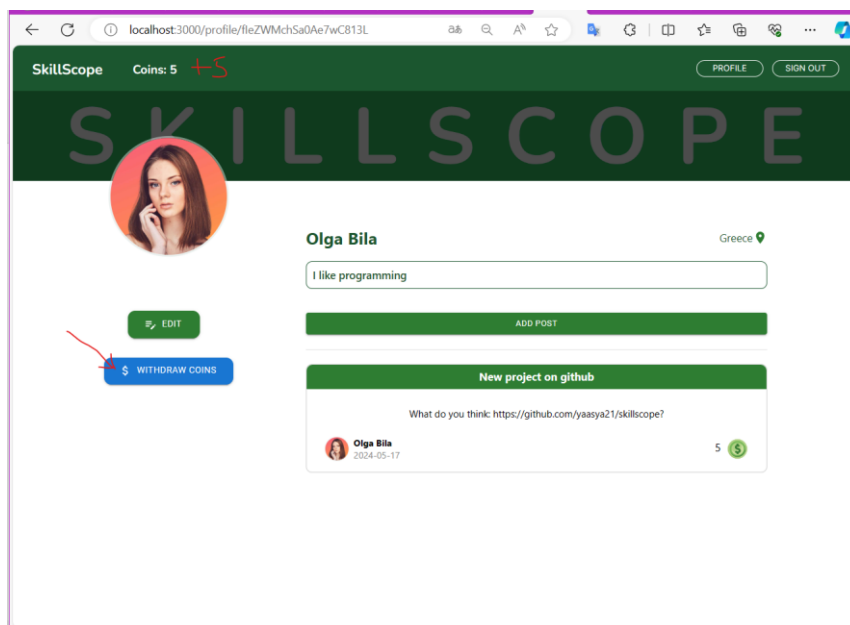 localhost:3000/profile/fleZWMchSa0Ae7wC813L
SkillScope Coins: 5 +5 PROFILE SIGN OUT
SKILLSCOPE
Olga Bila Greece
I like programming
EDIT
ADD POST
$ WITHDRAW COINS
New project on github
What do you think: https://github.com/yaasya21/skillscope?
Olga Bila
2024-05-17
5 $